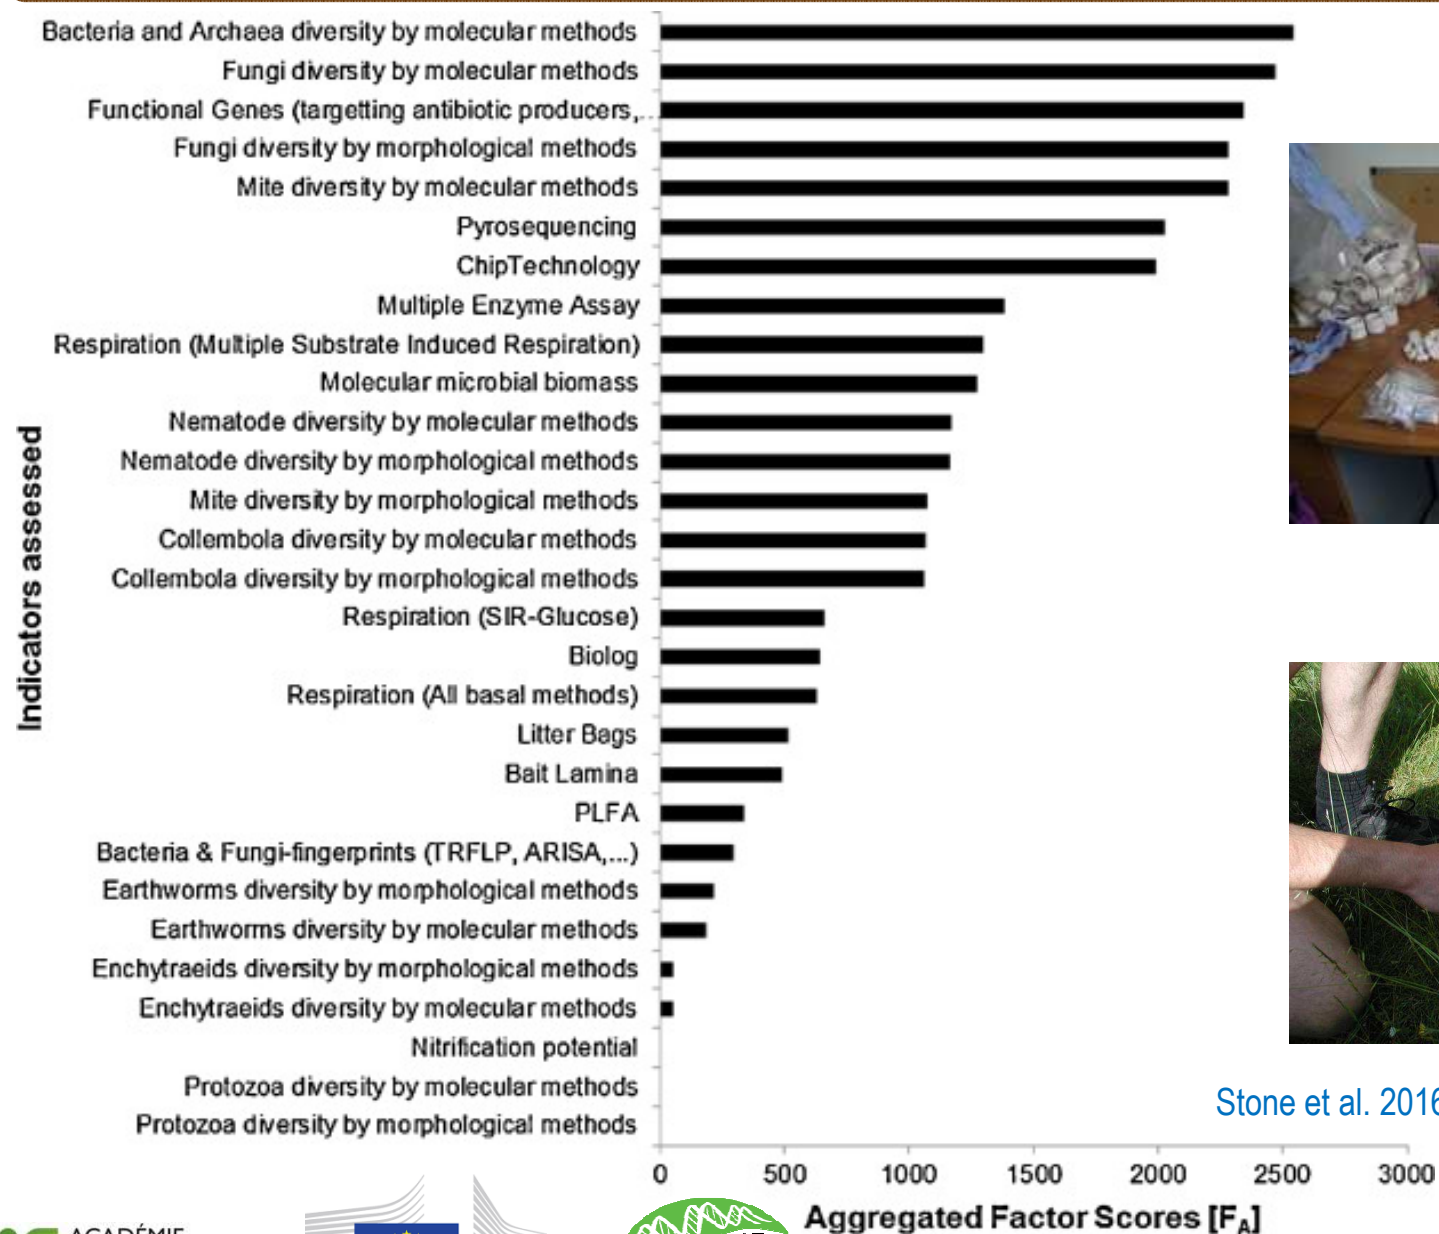 Bacteria and Archaea diversity by molecular methods
Fungi diversity by molecular methods
Functional Genes (targetting antibiotic producers,...
Fungi diversity by morphological methods
Mite diversity by molecular methods
Pyrosequencing
ChipTechnology
Multiple Enzyme Assay
Respiration (Multiple Substrate Induced Respiration)
Molecular microbial biomass
Nematode diversity by molecular methods
Nematode diversity by morphological methods
Mite diversity by morphological methods
Collembola diversity by molecular methods
Collembola diversity by morphological methods
Respiration (SIR-Glucose)
Biolog
Respiration (All basal methods)
Litter Bags
Bait Lamina
PLFA
Bacteria & Fungi-fingerprints (TRFLP, ARISA,...)
Earthworms diversity by morphological methods
Earthworms diversity by molecular methods
Enchytraeids diversity by morphological methods
Enchytraeids diversity by molecular methods
Nitrification potential
Protozoa diversity by molecular methods
Protozoa diversity by morphological methods
Indicators assessed
0 500 1000 1500 2000 2500 3000
Aggregated Factor Scores [FA]
Stone et al. 2016
ACADÉMIE